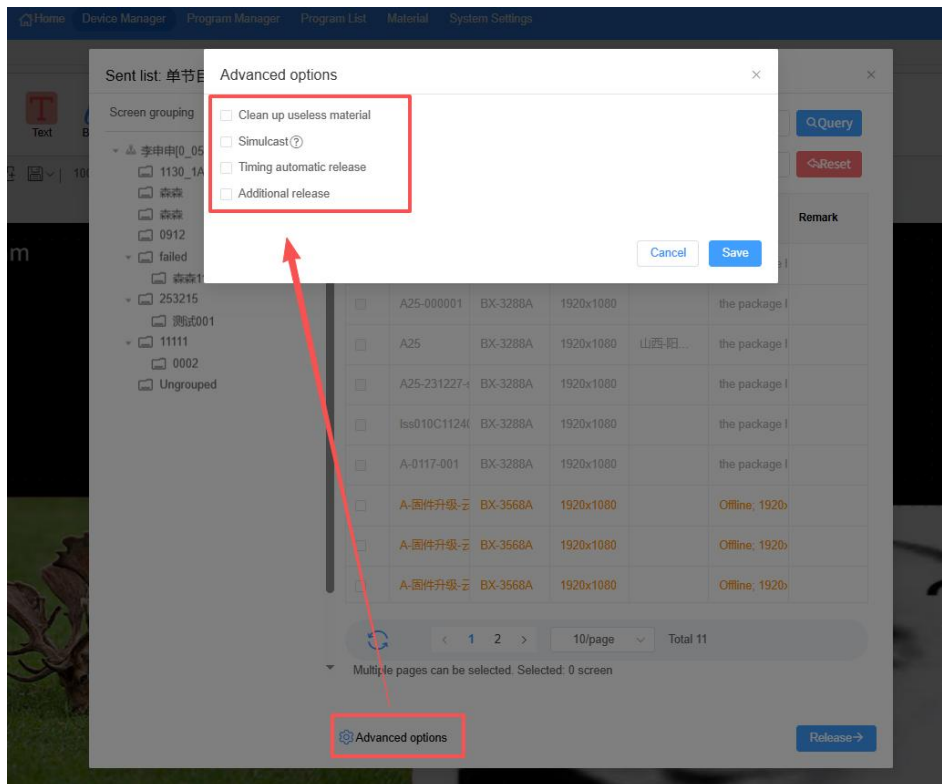 Home Device Manager Program Manager Program List Material System Settings
Sent list: 单节目
Advanced options
Text
Screen grouping
Clean up useless material
Query
Simulcast
Timing automatic release
Reset
Additional release
李申申[0_05
1130_1A
森森
森森
0912
failed
森森1
253215
测试001
11111
0002
Ungrouped
Remark
Cancel Save
A25-000001 BX-3288A 1920x1080 the package
A25 BX-3288A 1920x1080 山西-阳... the package
A25-231227- BX-3288A 1920x1080 the package
lss010C1124 BX-3288A 1920x1080 the package
A-0117-001 BX-3288A 1920x1080 the package
A-固件升级-云 BX-3568A 1920x1080 Offline; 1920x
A-固件升级-云 BX-3568A 1920x1080 Offline; 1920x
A-固件升级-云 BX-3568A 1920x1080 Offline; 1920x
1 2 10/page Total 11
Multiple pages can be selected. Selected: 0 screen
Advanced options
Release